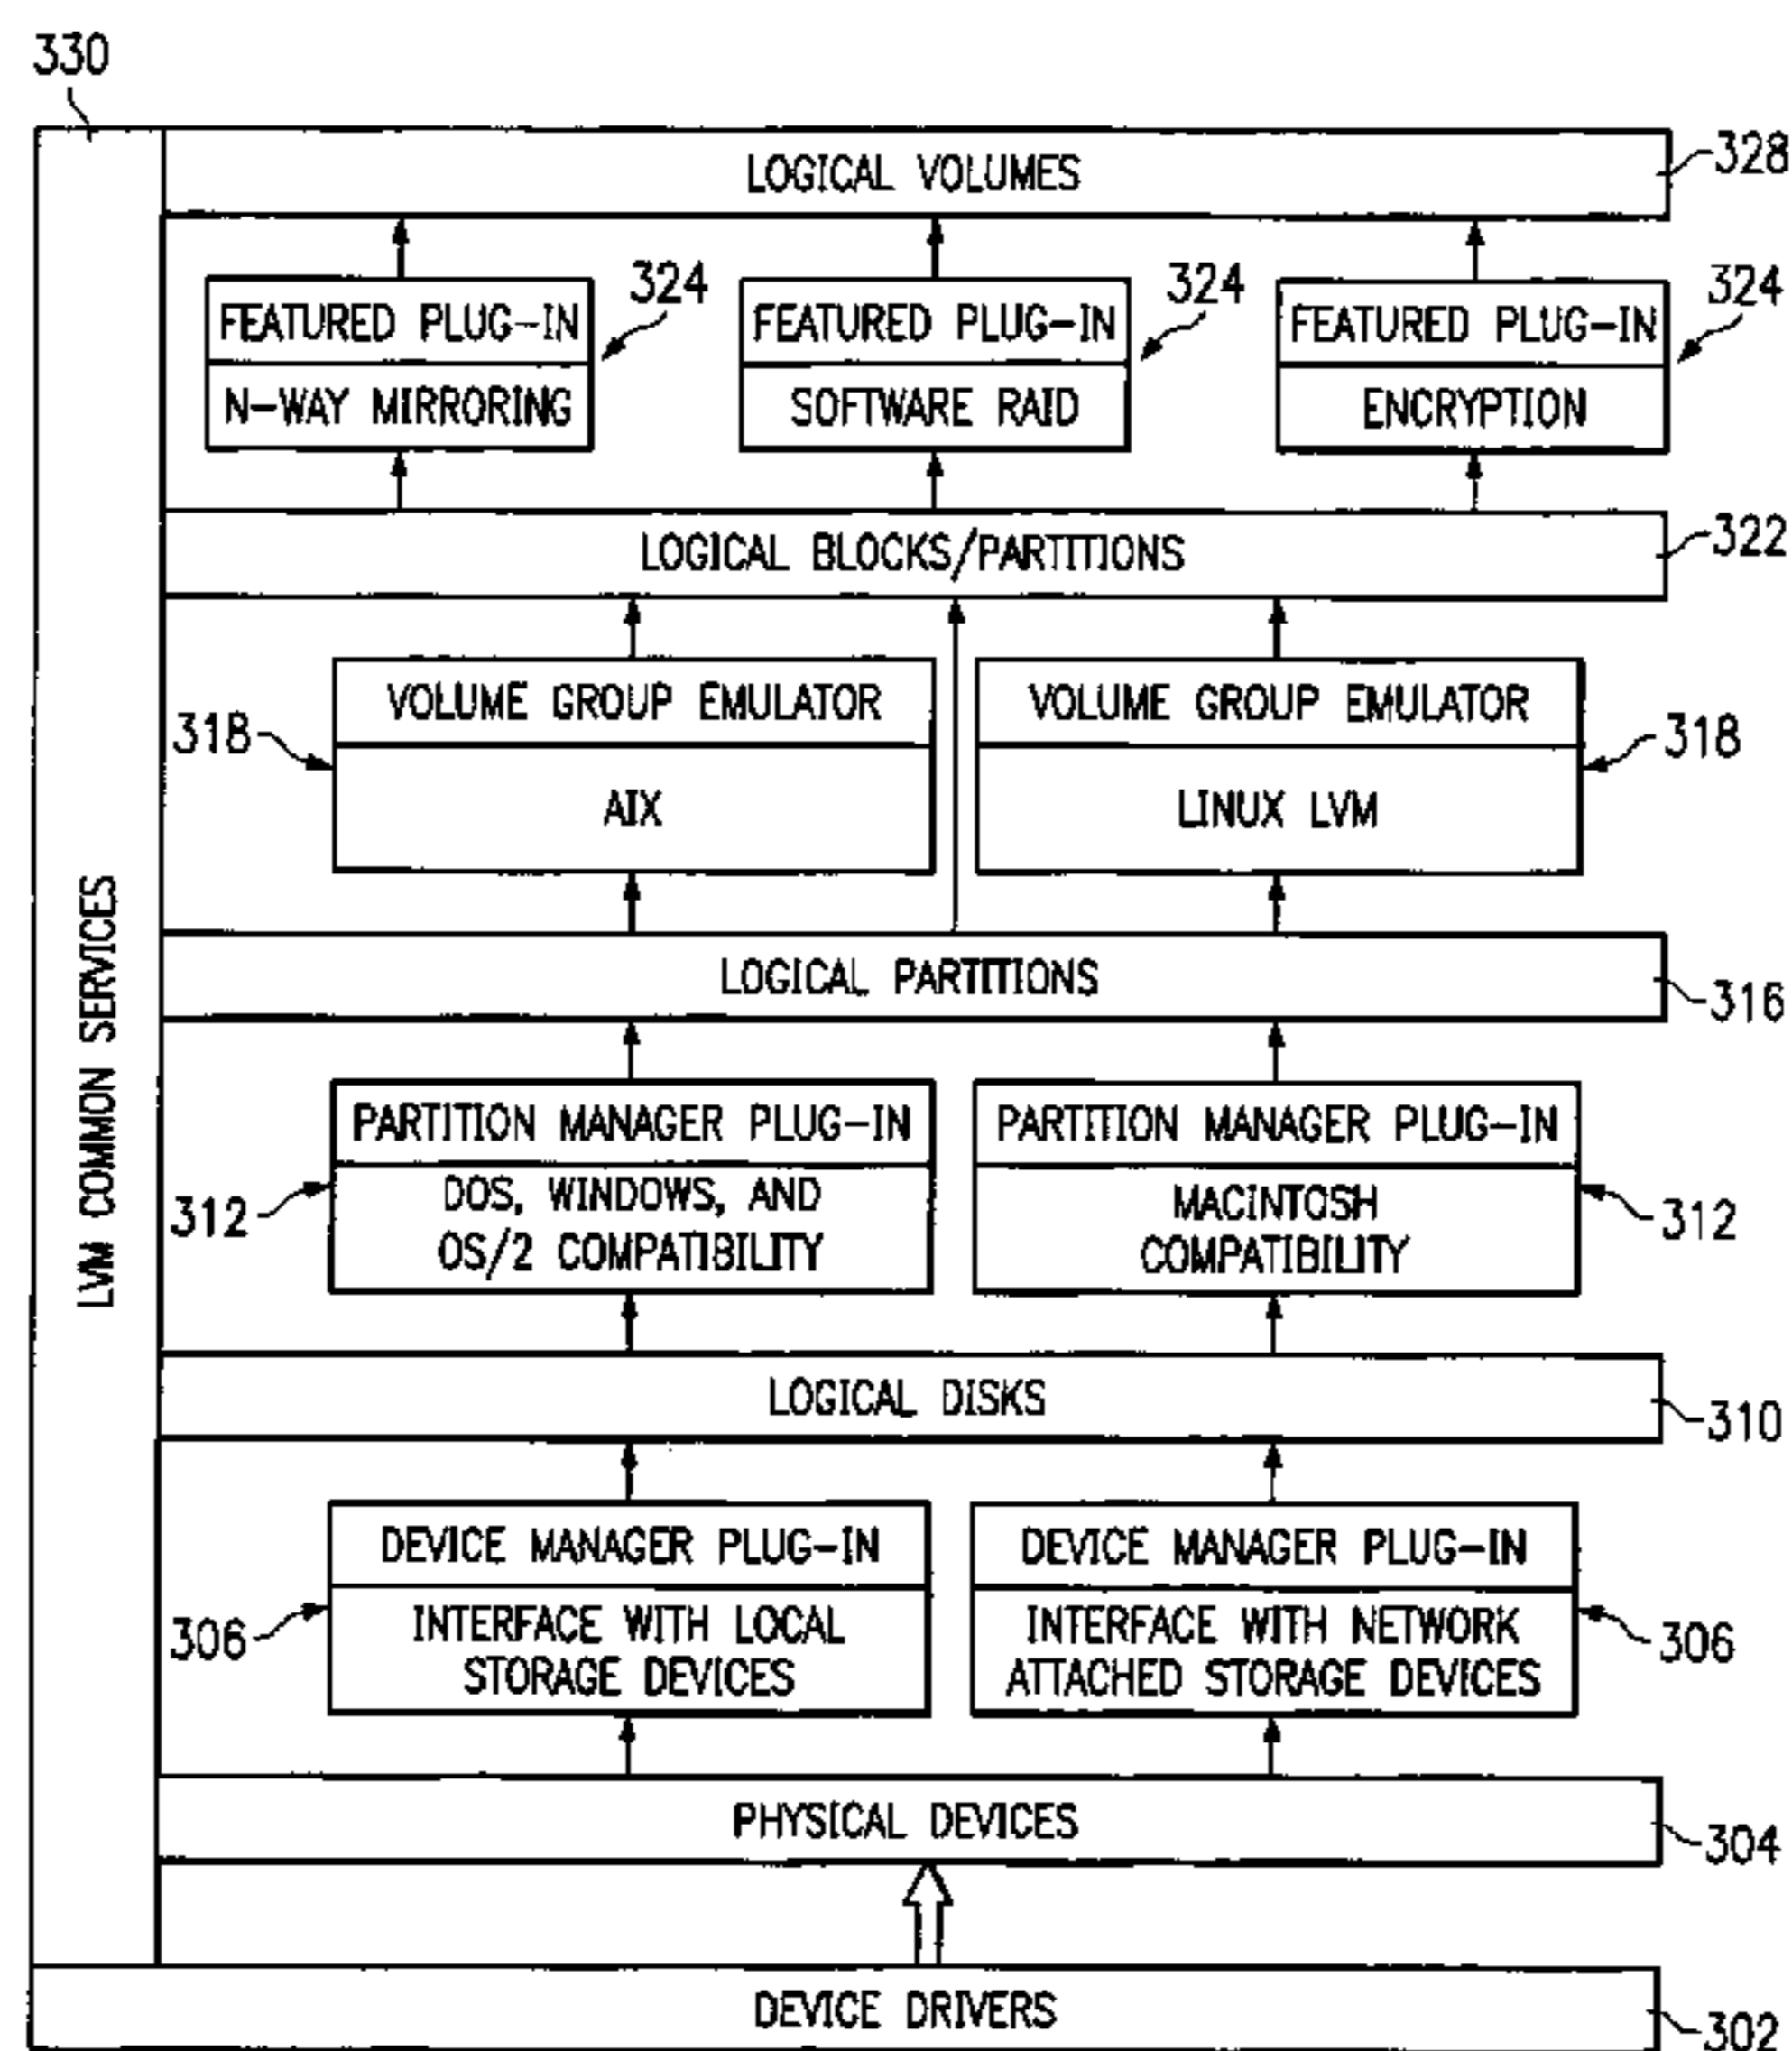 330
LOGICAL VOLUMES
328
324
324
324
FEATURED PLUG-IN
N-WAY MIRRORING
FEATURED PLUG-IN
SOFTWARE RAID
FEATURED PLUG-IN
ENCRYPTION
LOGICAL BLOCKS/PARTITIONS
322
VOLUME GROUP EMULATOR
AIX
318
VOLUME GROUP EMULATOR
LINUX LVM
318
LVM COMMON SERVICES
LOGICAL PARTITIONS
316
PARTITION MANAGER PLUG-IN
DOS, WINDOWS, AND
OS/2 COMPATIBILITY
312
PARTITION MANAGER PLUG-IN
MACINTOSH
COMPATIBILITY
312
LOGICAL DISKS
310
DEVICE MANAGER PLUG-IN
INTERFACE WITH LOCAL
STORAGE DEVICES
306
DEVICE MANAGER PLUG-IN
INTERFACE WITH NETWORK
ATTACHED STORAGE DEVICES
306
PHYSICAL DEVICES
304
DEVICE DRIVERS
302